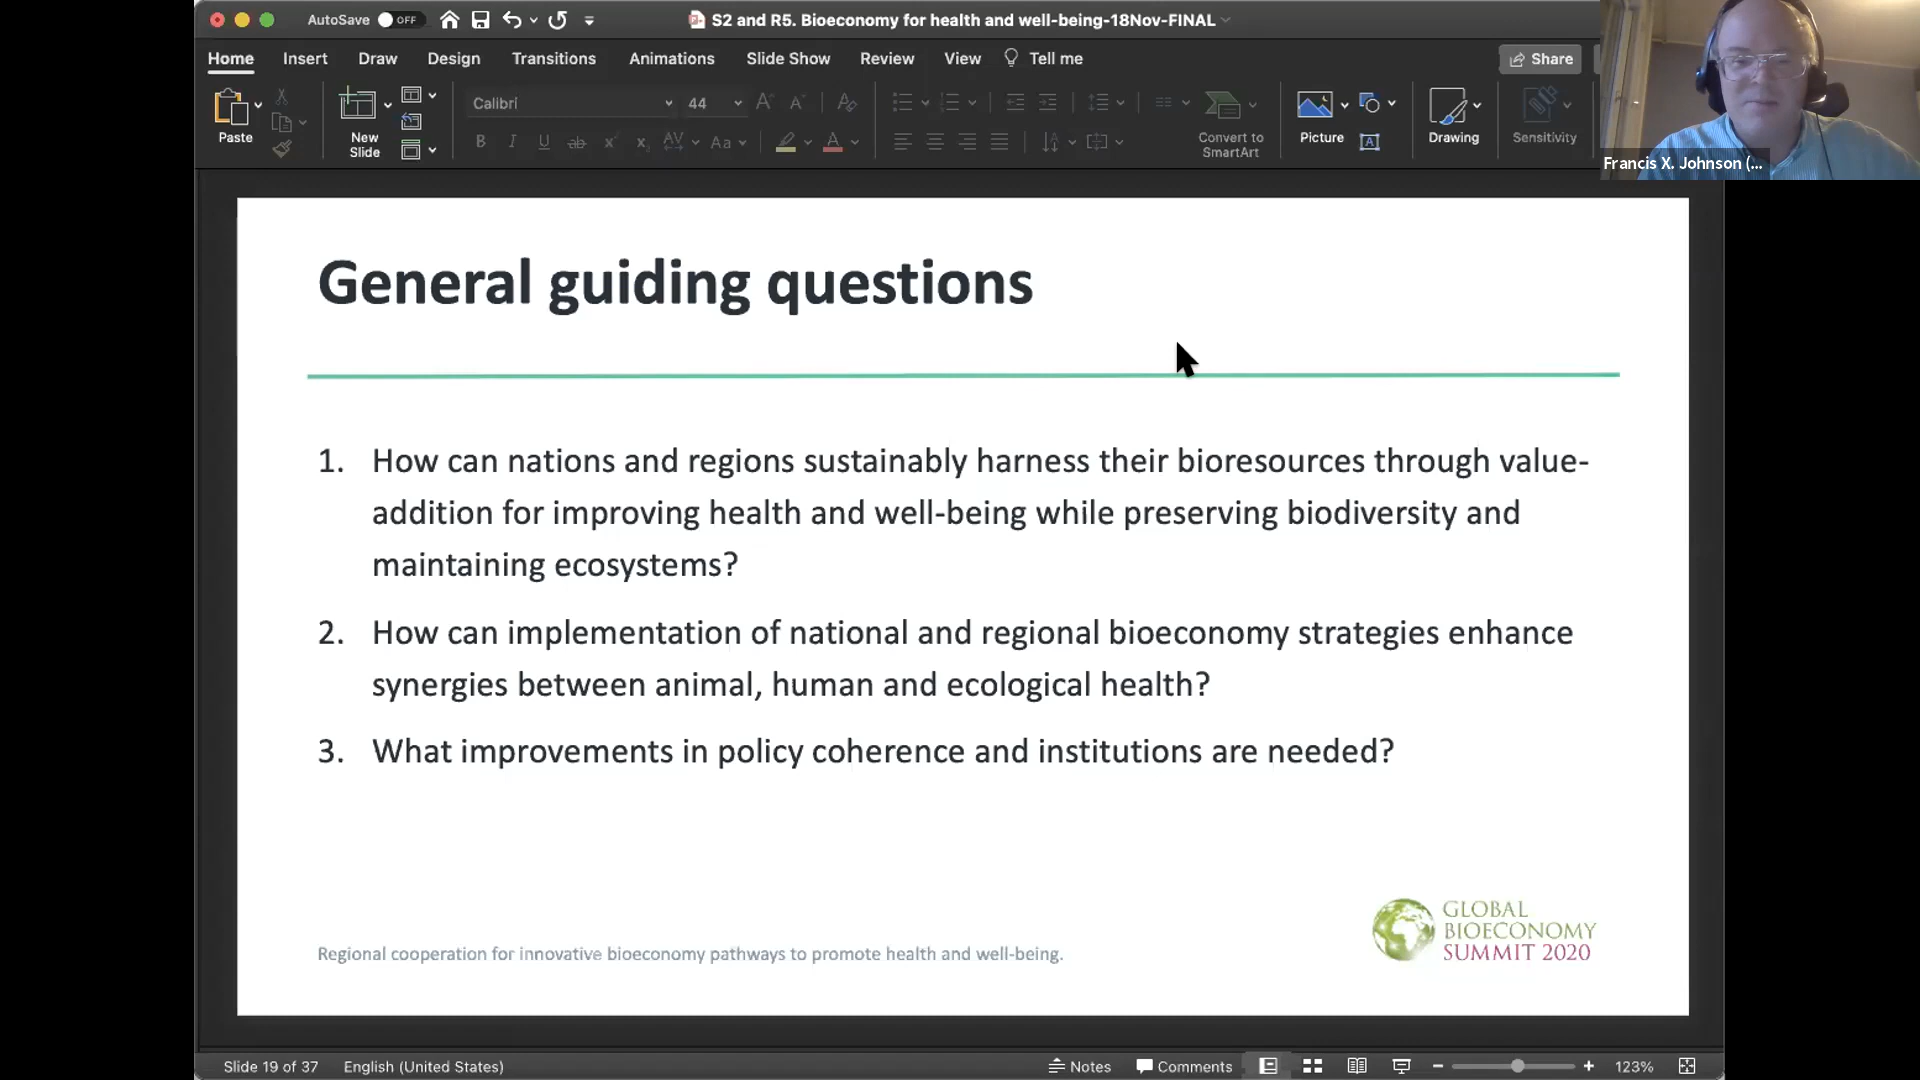 AutoSave OFF
S2 and R5. Bioeconomy for health and well-being-18Nov-FINAL
Home Insert Draw Design Transitions Animations Slide Show Review View Tell me Share
Paste
New
Slide
Calibri 44
Convert to
SmartArt
Picture
Drawing
Sensitivity
Francis X. Johnson (...
General guiding questions
1. How can nations and regions sustainably harness their bioresources through value-
addition for improving health and well-being while preserving biodiversity and
maintaining ecosystems?
2. How can implementation of national and regional bioeconomy strategies enhance
synergies between animal, human and ecological health?
3. What improvements in policy coherence and institutions are needed?
GLOBAL
BIOECONOMY
SUMMIT 2020
Regional cooperation for innovative bioeconomy pathways to promote health and well-being.
Slide 19 of 37 English (United States) Notes Comments 123%